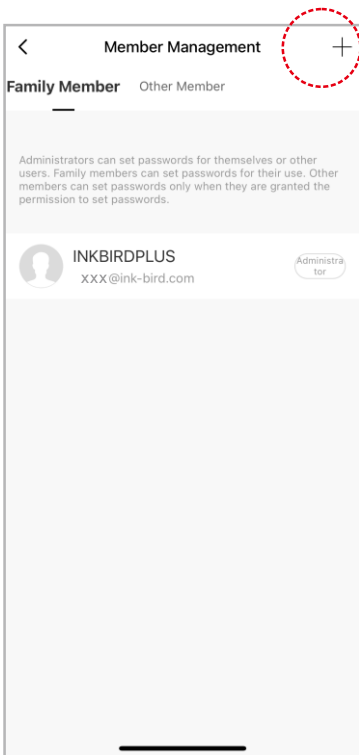 Member Management
Family Member Other Member
Administrators can set passwords for themselves or other
users. Family members can set passwords for their use. Other
members can set passwords only when they are granted the
permission to set passwords.
INKBIRDPLUS
xxx@ink-bird.com
Administra
tor